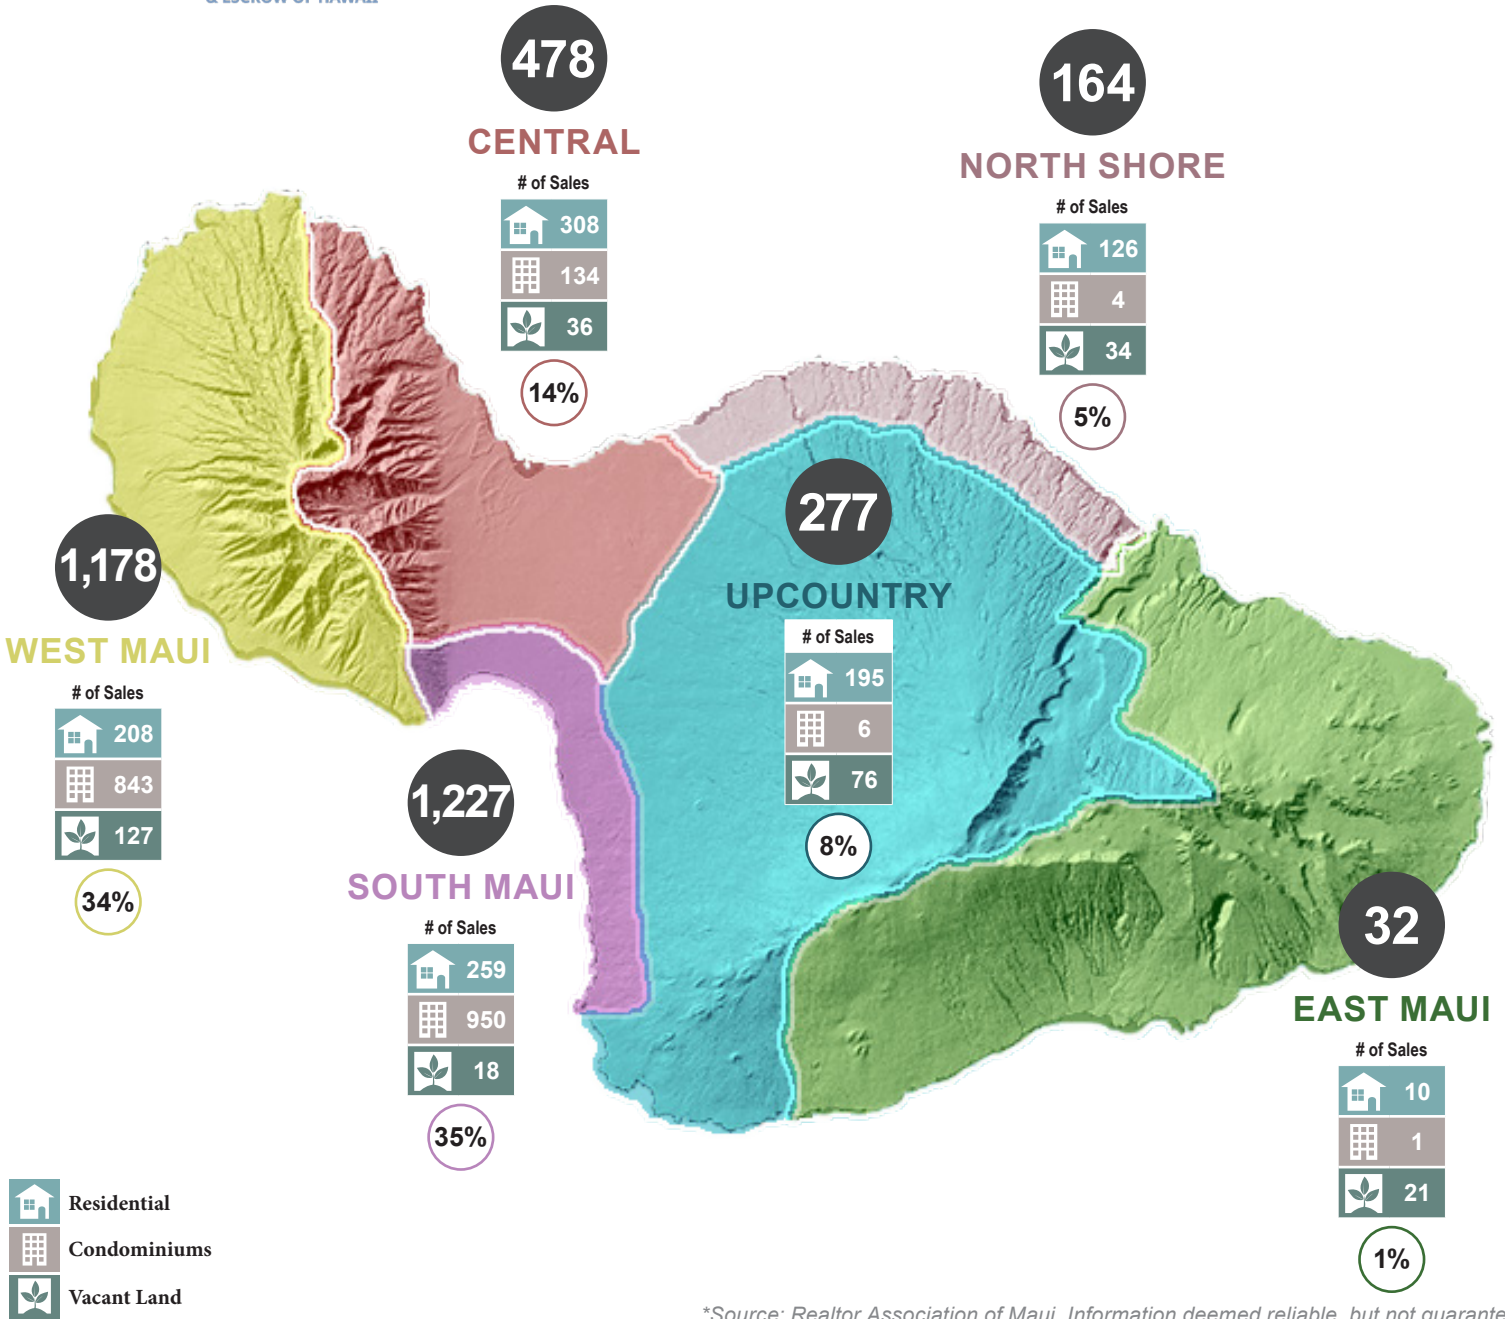 & ESCROW OF HAWAII
478
CENTRAL
# of Sales
308
134
36
14%
164
NORTH SHORE
# of Sales
126
4
34
5%
277
UPCOUNTRY
# of Sales
195
6
76
8%
1,178
WEST MAUI
# of Sales
208
843
127
34%
1,227
SOUTH MAUI
# of Sales
259
950
18
35%
32
EAST MAUI
# of Sales
10
1
21
1%
Residential
Condominiums
Vacant Land
*Source: Realtor Association of Maui. Information deemed reliable, but not guarante